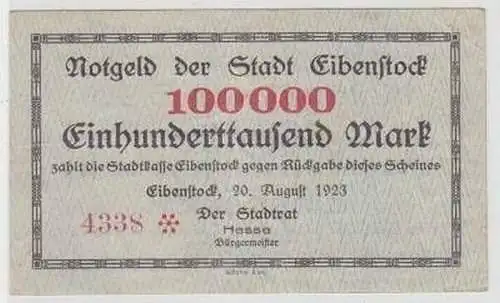 Notgeld der Stadt Eibenstock
100000
Einhunderttausend Mark
zahlt die Stadtkasse Eibenstock gegen Rückgabe dieses Scheines
Eibenstock, 20. August 1923
4338 Der Stadtrat
Hesse
Bürgermeister